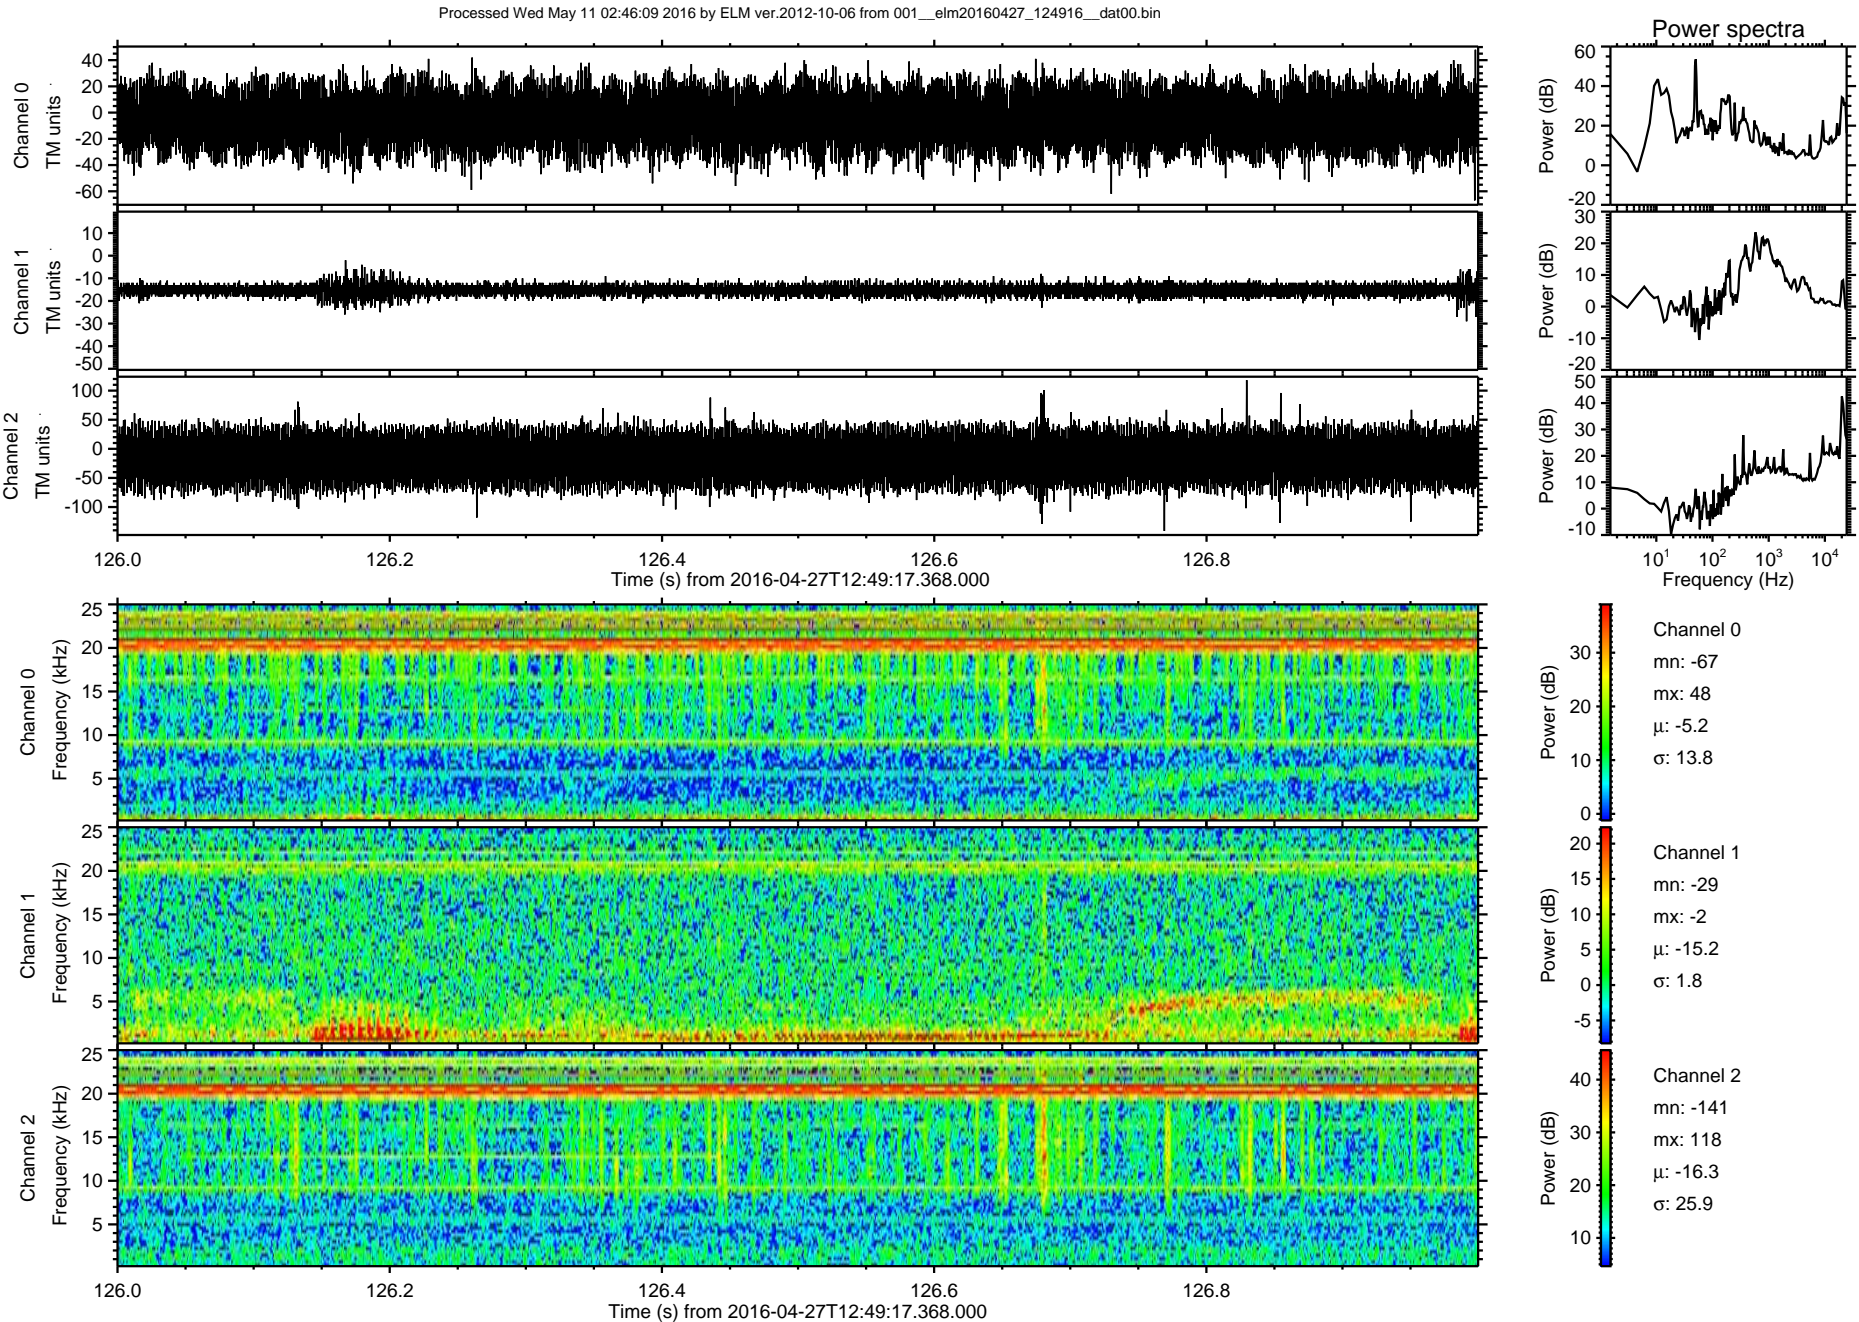 Processed Wed May 11 02:46:09 2016 by ELM ver.2012-10-06 from 001__elm20160427_124916__dat00.bin
Power spectra
Channel 0
TM units
40
20
0
-20
-40
-60
Power (dB)
60
40
20
0
-20
Channel 1
TM units
10
0
-10
-20
-30
-40
-50
Power (dB)
30
20
10
0
-10
-20
Channel 2
TM units
100
50
0
-50
-100
Power (dB)
50
40
30
20
10
0
-10
126.0 126.2 126.4 126.6 126.8
Time (s) from 2016-04-27T12:49:17.368.000
10¹ 10² 10³ 10⁴
Frequency (Hz)
Channel 0
Frequency (kHz)
25
20
15
10
5
Power (dB)
30
20
10
0
Channel 0
mn: -67
mx: 48
μ: -5.2
σ: 13.8
Channel 1
Frequency (kHz)
25
20
15
10
5
Power (dB)
20
15
10
5
0
-5
Channel 1
mn: -29
mx: -2
μ: -15.2
σ: 1.8
Channel 2
Frequency (kHz)
25
20
15
10
5
Power (dB)
40
30
20
10
Channel 2
mn: -141
mx: 118
μ: -16.3
σ: 25.9
126.0 126.2 126.4 126.6 126.8
Time (s) from 2016-04-27T12:49:17.368.000